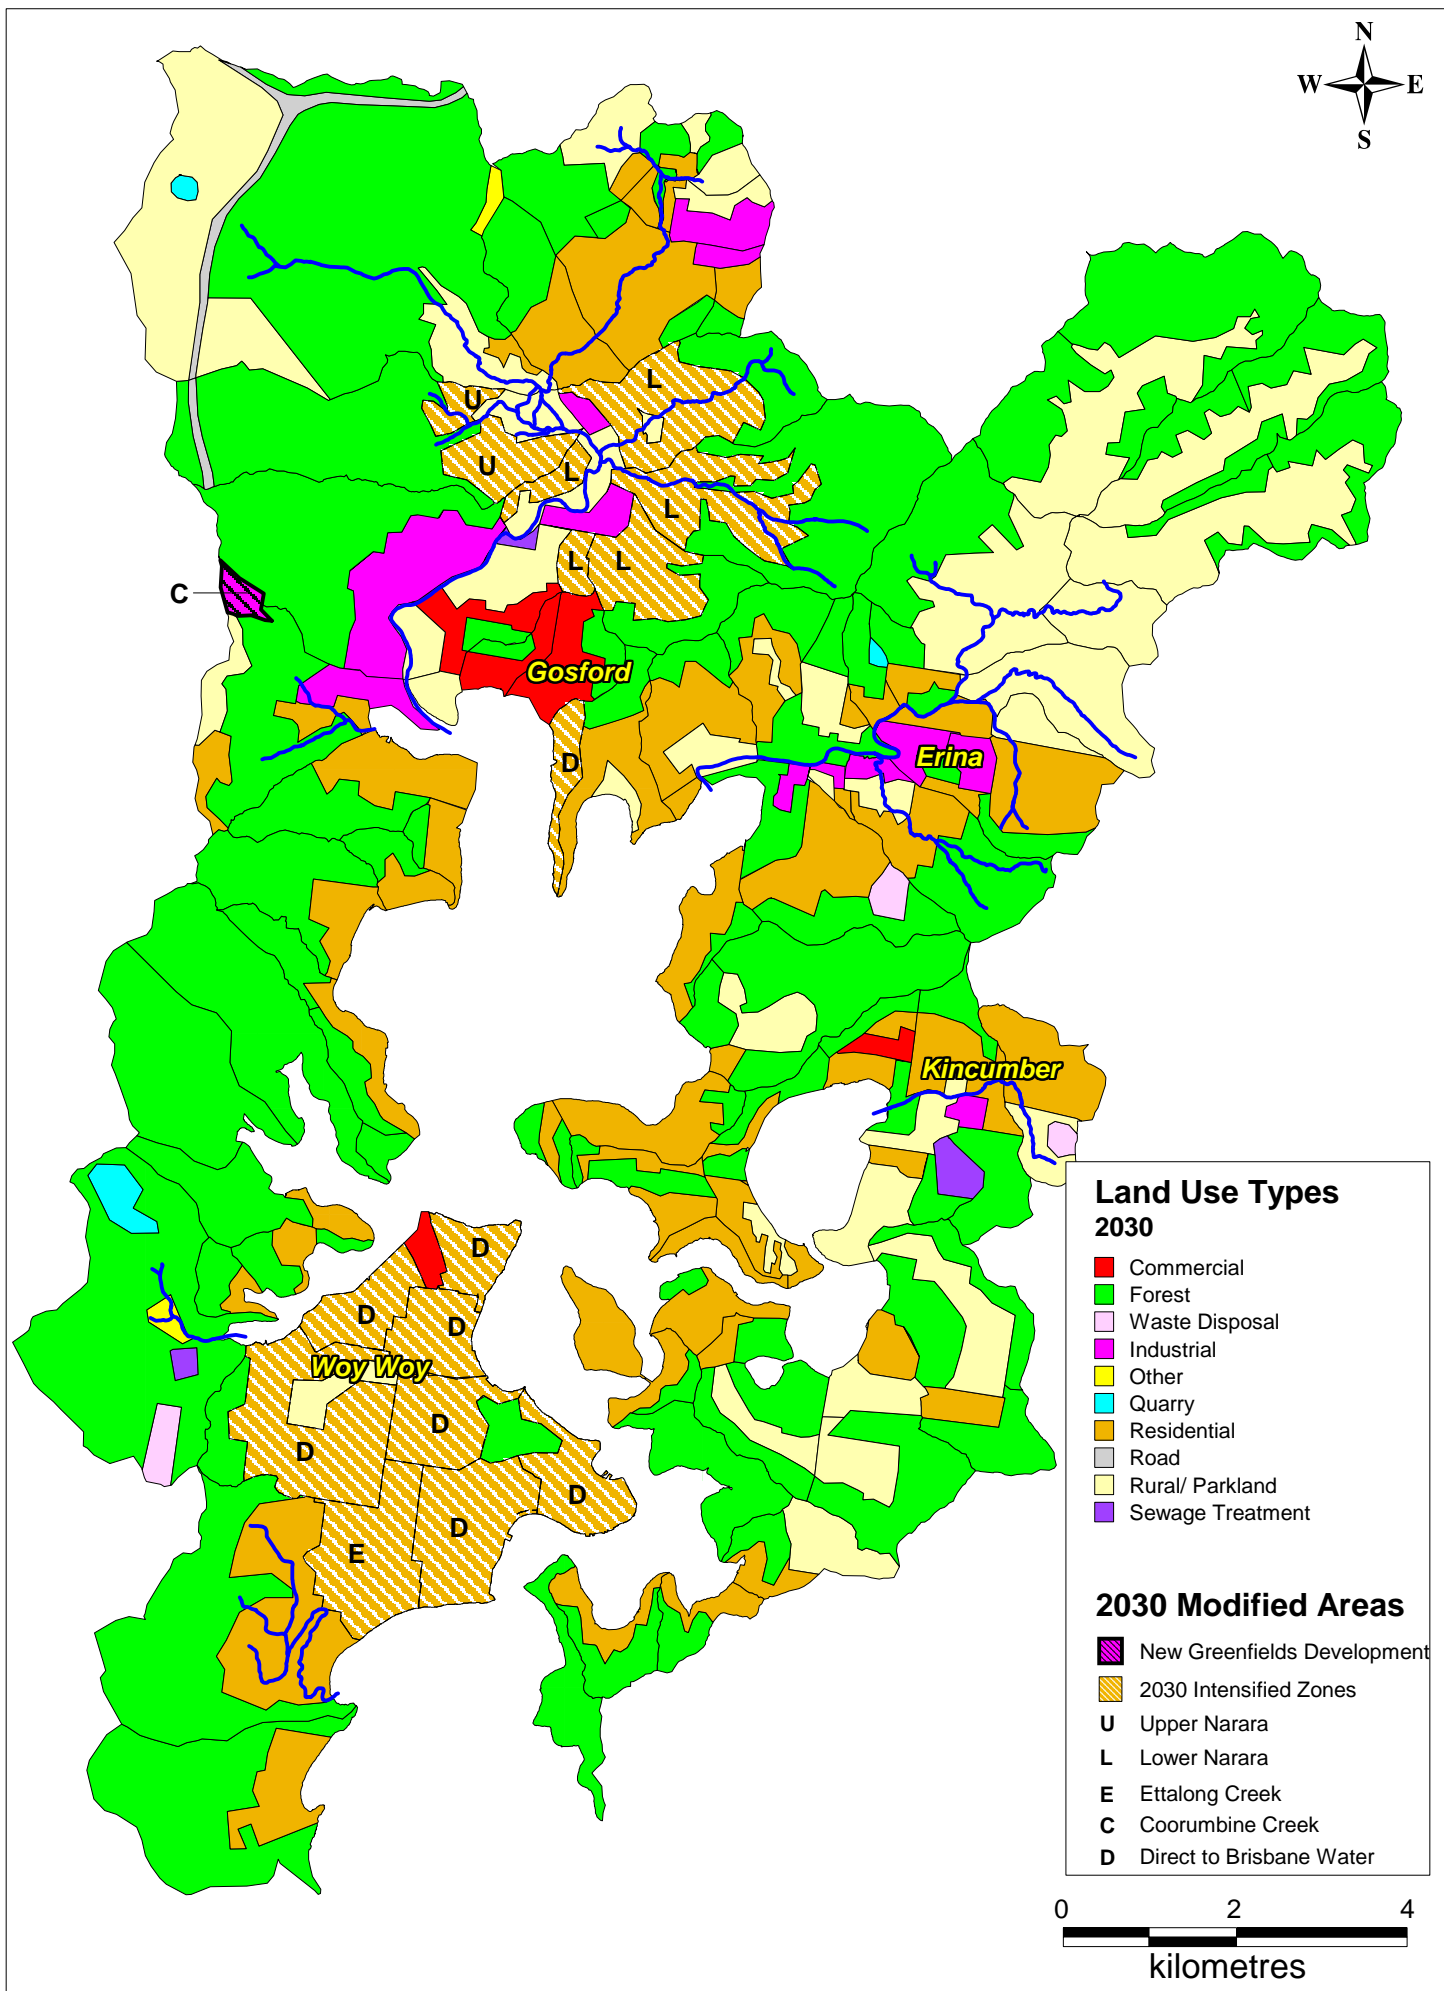 N
W E
S
L
U
U
L
L
L
L
C
Gosford
D
Erina
Kincumber
D
D
D
Woy Woy
D
D
D
D
E
Land Use Types
2030
Commercial
Forest
Waste Disposal
Industrial
Other
Quarry
Residential
Road
Rural/ Parkland
Sewage Treatment
2030 Modified Areas
New Greenfields Development
2030 Intensified Zones
U Upper Narara
L Lower Narara
E Ettalong Creek
C Coorumbine Creek
D Direct to Brisbane Water
0 2 4
kilometres